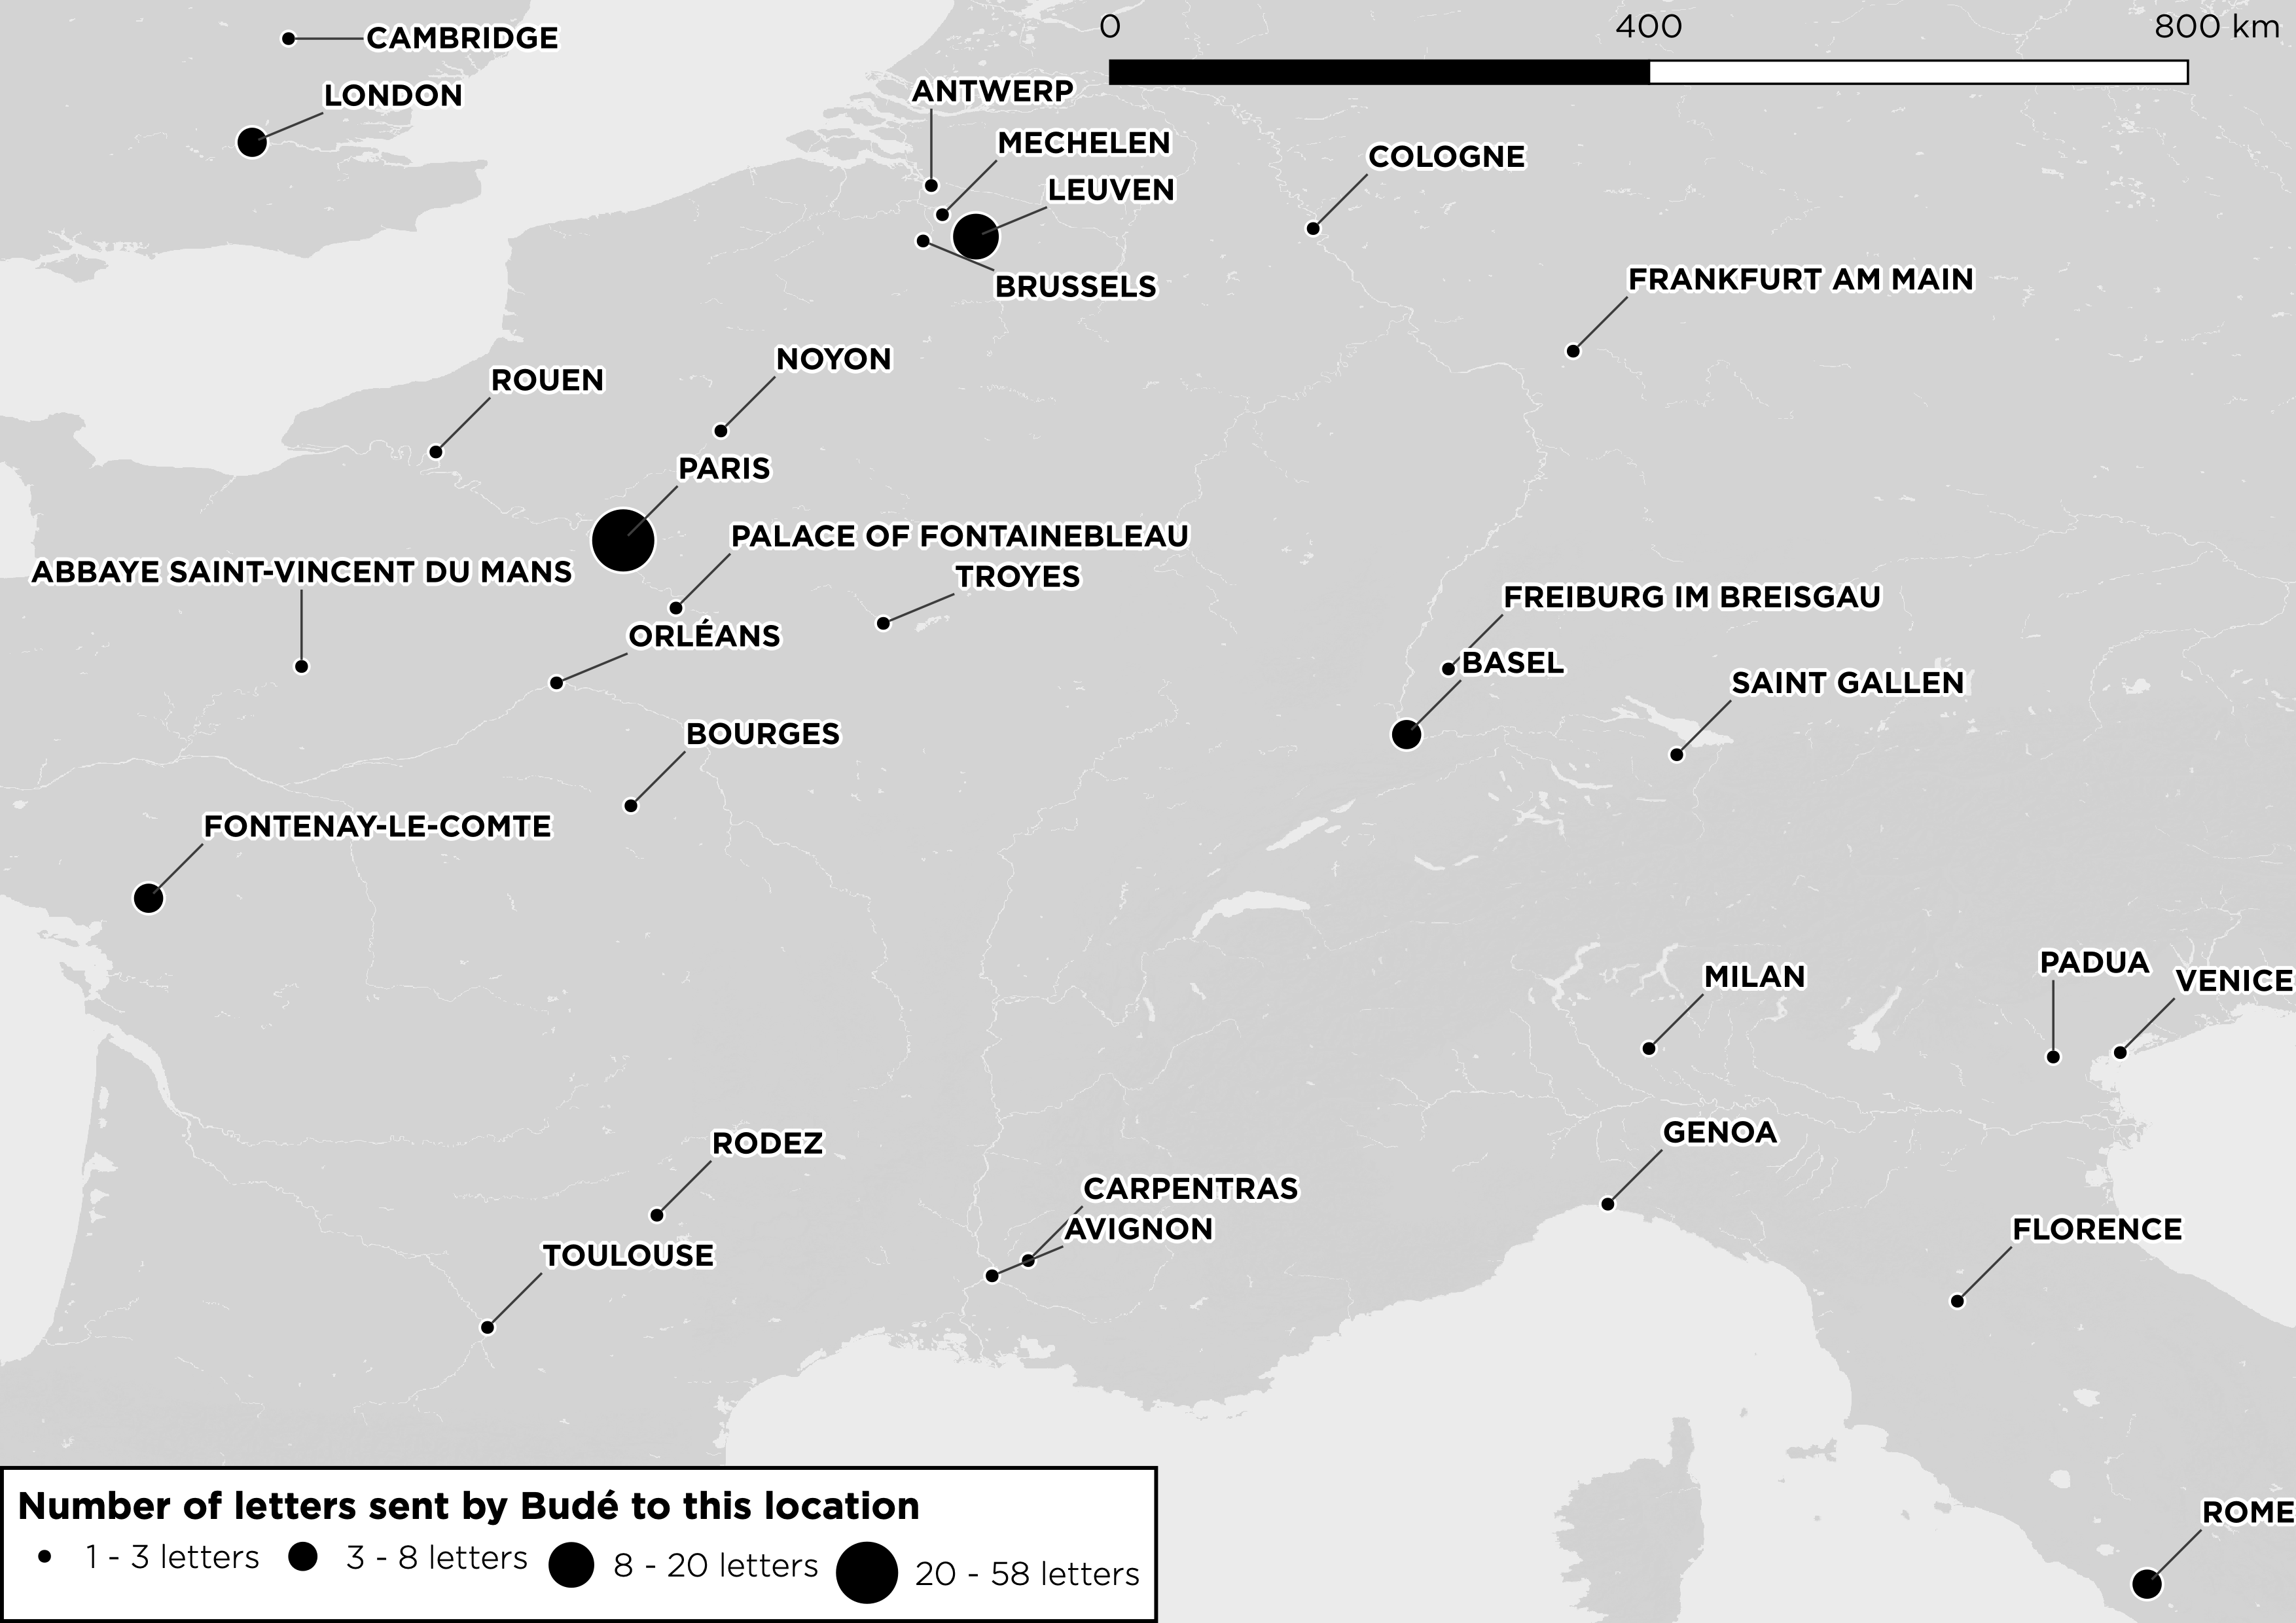 0 400 800 km
CAMBRIDGE
LONDON
ANTWERP
MECHELEN
COLOGNE
LEUVEN
FRANKFURT AM MAIN
BRUSSELS
NOYON
ROUEN
PARIS
PALACE OF FONTAINEBLEAU
ABBAYE SAINT-VINCENT DU MANS
TROYES
FREIBURG IM BREISGAU
ORLÉANS
BASEL
SAINT GALLEN
BOURGES
FONTENAY-LE-COMTE
PADUA
MILAN
VENICE
GENOA
RODEZ
CARPENTRAS
AVIGNON
FLORENCE
TOULOUSE
Number of letters sent by Budé to this location
ROME
1 - 3 letters 3 - 8 letters 8 - 20 letters 20 - 58 letters